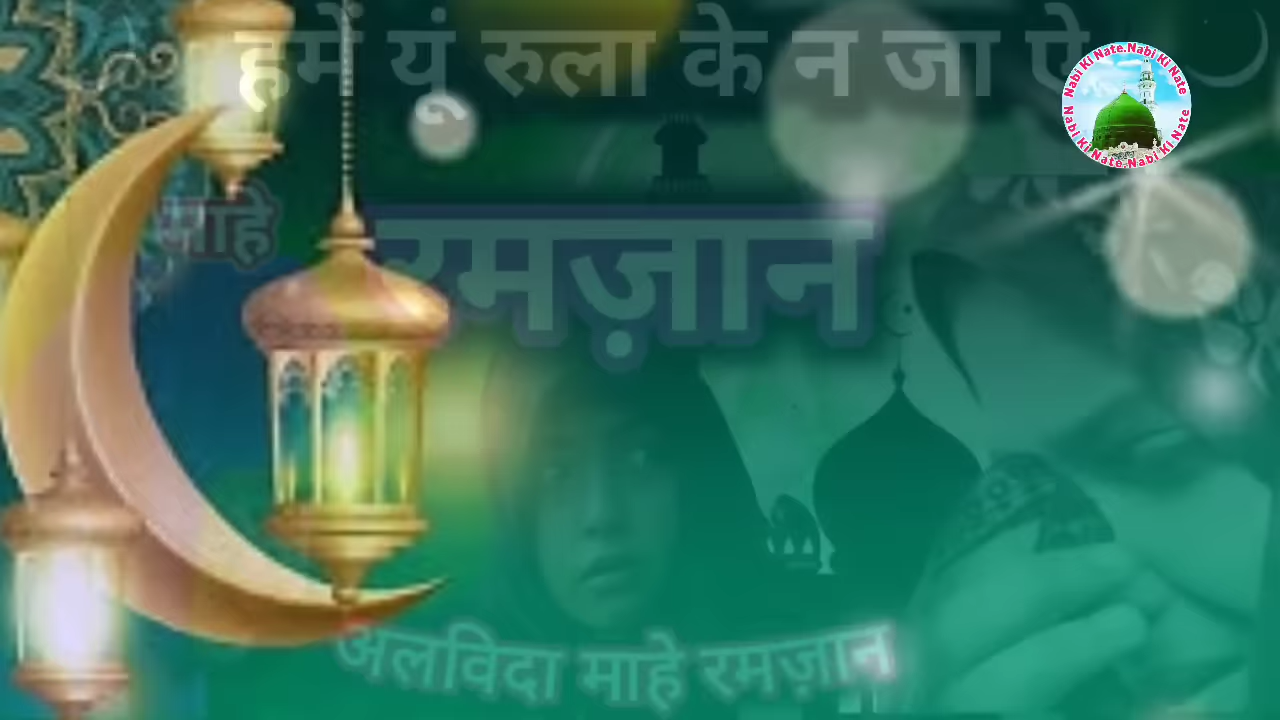 हमें यूं रुला के न जा ऐ
Nabi Ki Nate.Nabi Ki Nate
Nabi Ki Nate.Nabi Ki Nate
माहे
रमज़ान
अलविदा माहे रमज़ान